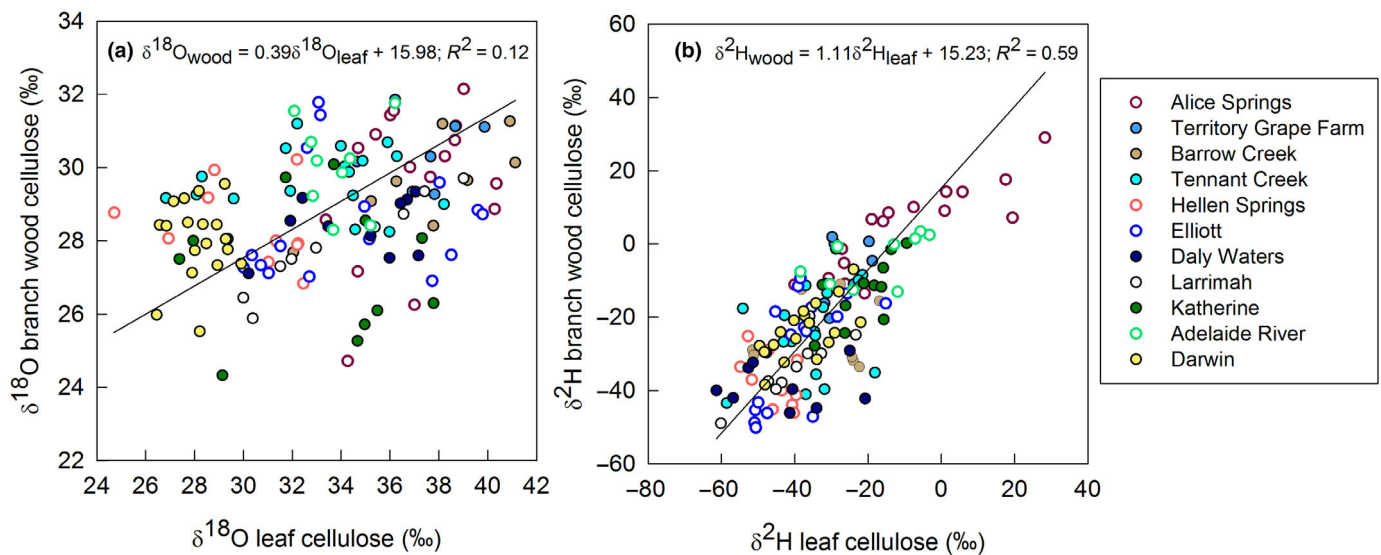 (a) δ¹⁸O_wood = 0.39δ¹⁸O_leaf + 15.98; R² = 0.12
34
32
30
28
26
24
22
δ¹⁸O branch wood cellulose (‰)
24 26 28 30 32 34 36 38 40 42
δ¹⁸O leaf cellulose (‰)
(b) δ²H_wood = 1.11δ²H_leaf + 15.23; R² = 0.59
60
40
20
0
−20
−40
−60
δ²H branch wood cellulose (‰)
−80 −60 −40 −20 0 20 40
δ²H leaf cellulose (‰)
Alice Springs
Territory Grape Farm
Barrow Creek
Tennant Creek
Hellen Springs
Elliott
Daly Waters
Larrimah
Katherine
Adelaide River
Darwin